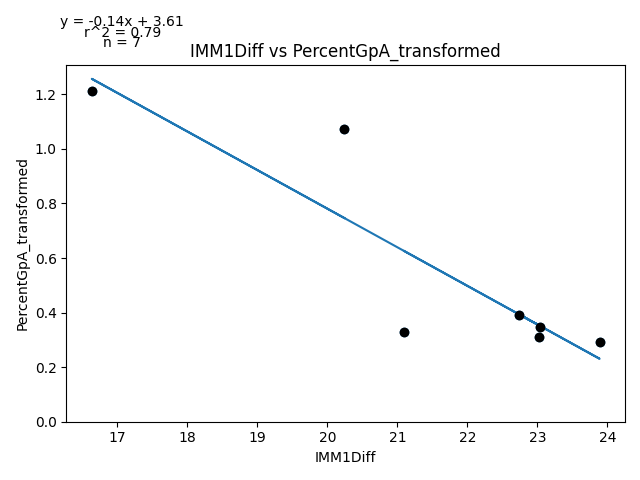 y = -0.14x + 3.61
r^2 = 0.79
n = 7
IMM1Diff vs PercentGpA_transformed
PercentGpA_transformed
1.2
1.0
0.8
0.6
0.4
0.2
0.0
17 18 19 20 21 22 23 24
IMM1Diff